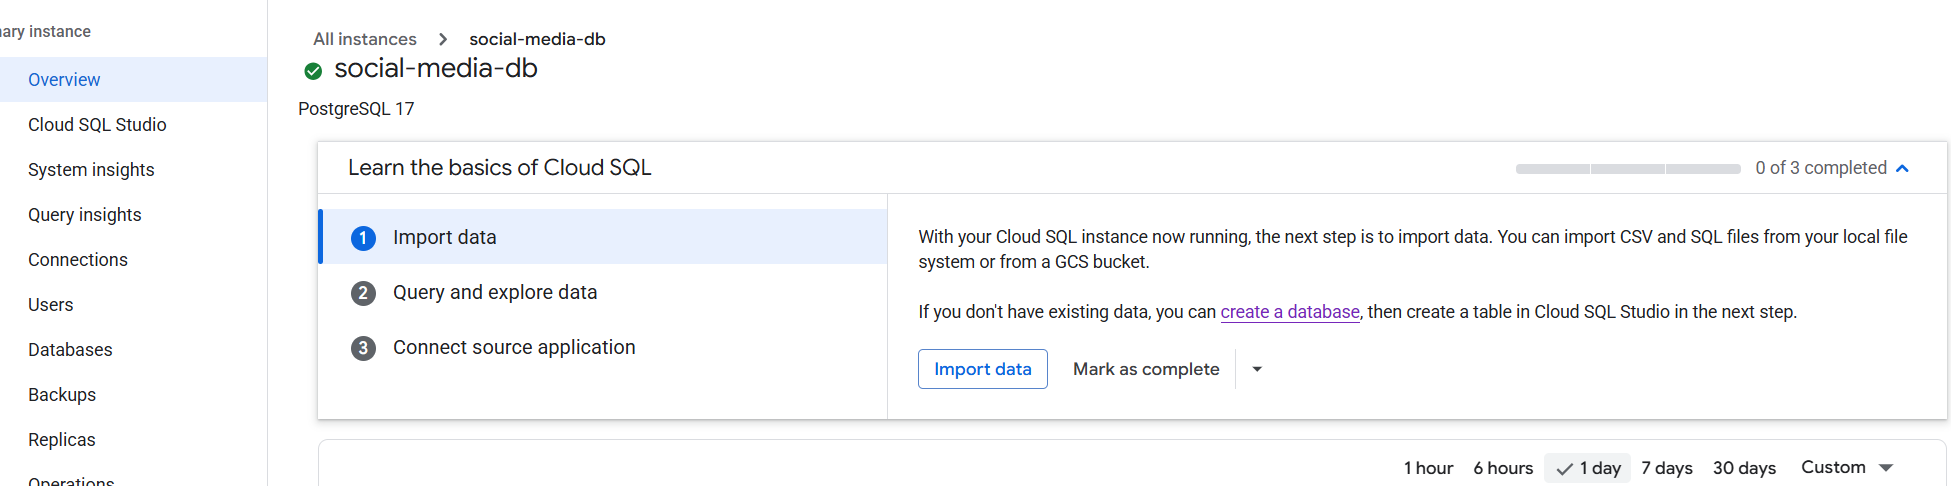 ary instance
Overview
Cloud SQL Studio
System insights
Query insights
Connections
Users
Databases
Backups
Replicas
Operations
All instances > social-media-db
social-media-db
PostgreSQL 17
Learn the basics of Cloud SQL
0 of 3 completed
1 Import data
2 Query and explore data
3 Connect source application
With your Cloud SQL instance now running, the next step is to import data. You can import CSV and SQL files from your local file
system or from a GCS bucket.
If you don't have existing data, you can create a database, then create a table in Cloud SQL Studio in the next step.
Import data Mark as complete
1 hour 6 hours 1 day 7 days 30 days Custom